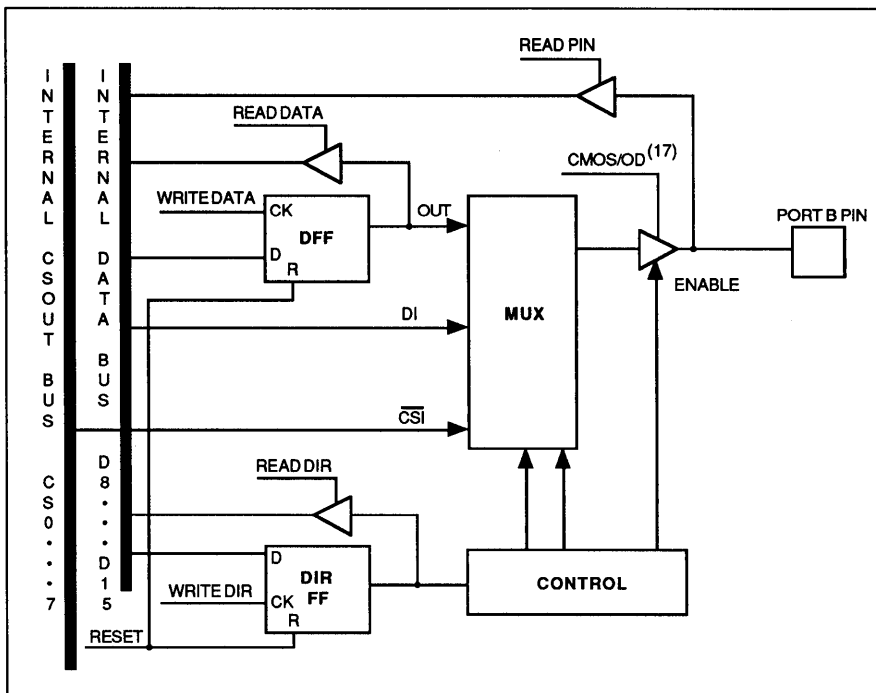 READ PIN
READ DATA
CMOS/OD(17)
WRITE DATA
CK
DFF
D
R
OUT
PORT B PIN
ENABLE
MUX
DI
CSI
READ DIR
D
DIR
FF
WRITE DIR
CK
R
CONTROL
RESET
INTERNAL CSOUT BUS CS0 · · · · 7
INTERNAL DATA BUS D8 · · · · D15